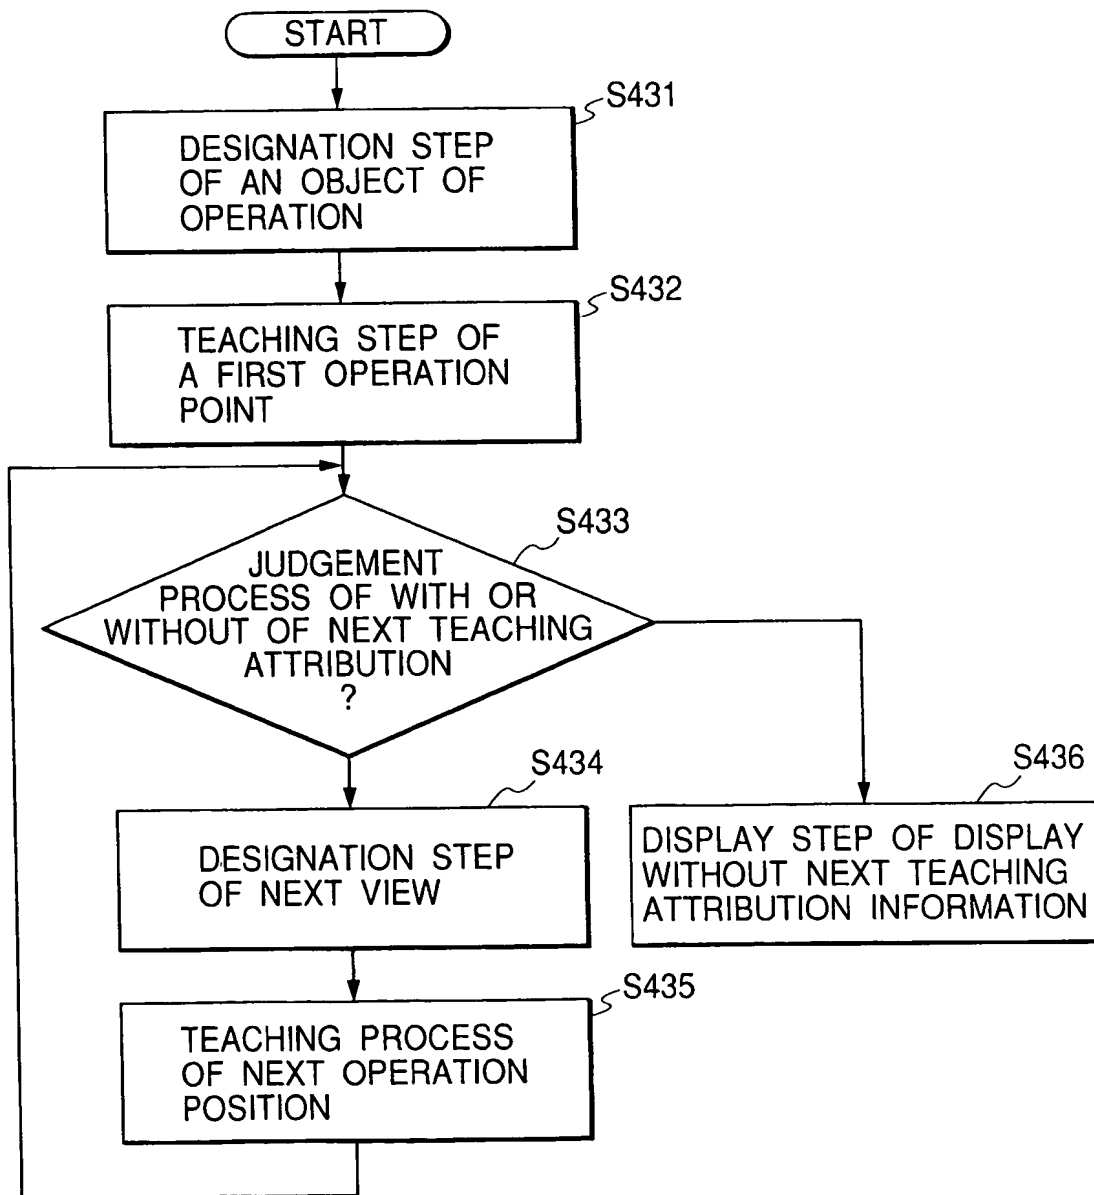 START
S431
DESIGNATION STEP
OF AN OBJECT OF
OPERATION
S432
TEACHING STEP OF
A FIRST OPERATION
POINT
S433
JUDGEMENT
PROCESS OF WITH OR
WITHOUT OF NEXT TEACHING
ATTRIBUTION
?
S434
DESIGNATION STEP
OF NEXT VIEW
S436
DISPLAY STEP OF DISPLAY
WITHOUT NEXT TEACHING
ATTRIBUTION INFORMATION
S435
TEACHING PROCESS
OF NEXT OPERATION
POSITION